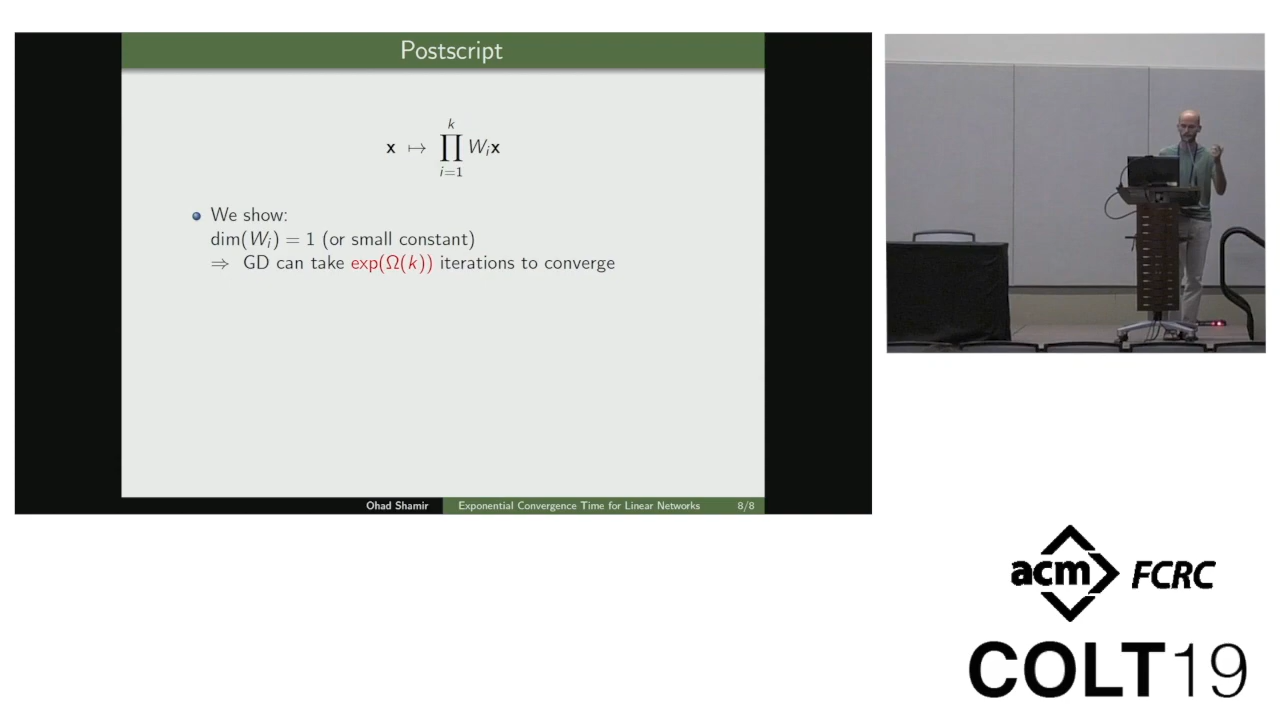 Postscript
x ↦ ∏_{i=1}^{k} W_i x
We show:
dim(W_i) = 1 (or small constant)
⇒ GD can take exp(Ω(k)) iterations to converge
Ohad Shamir Exponential Convergence Time for Linear Networks 8/8
acm FCRC
COLT19